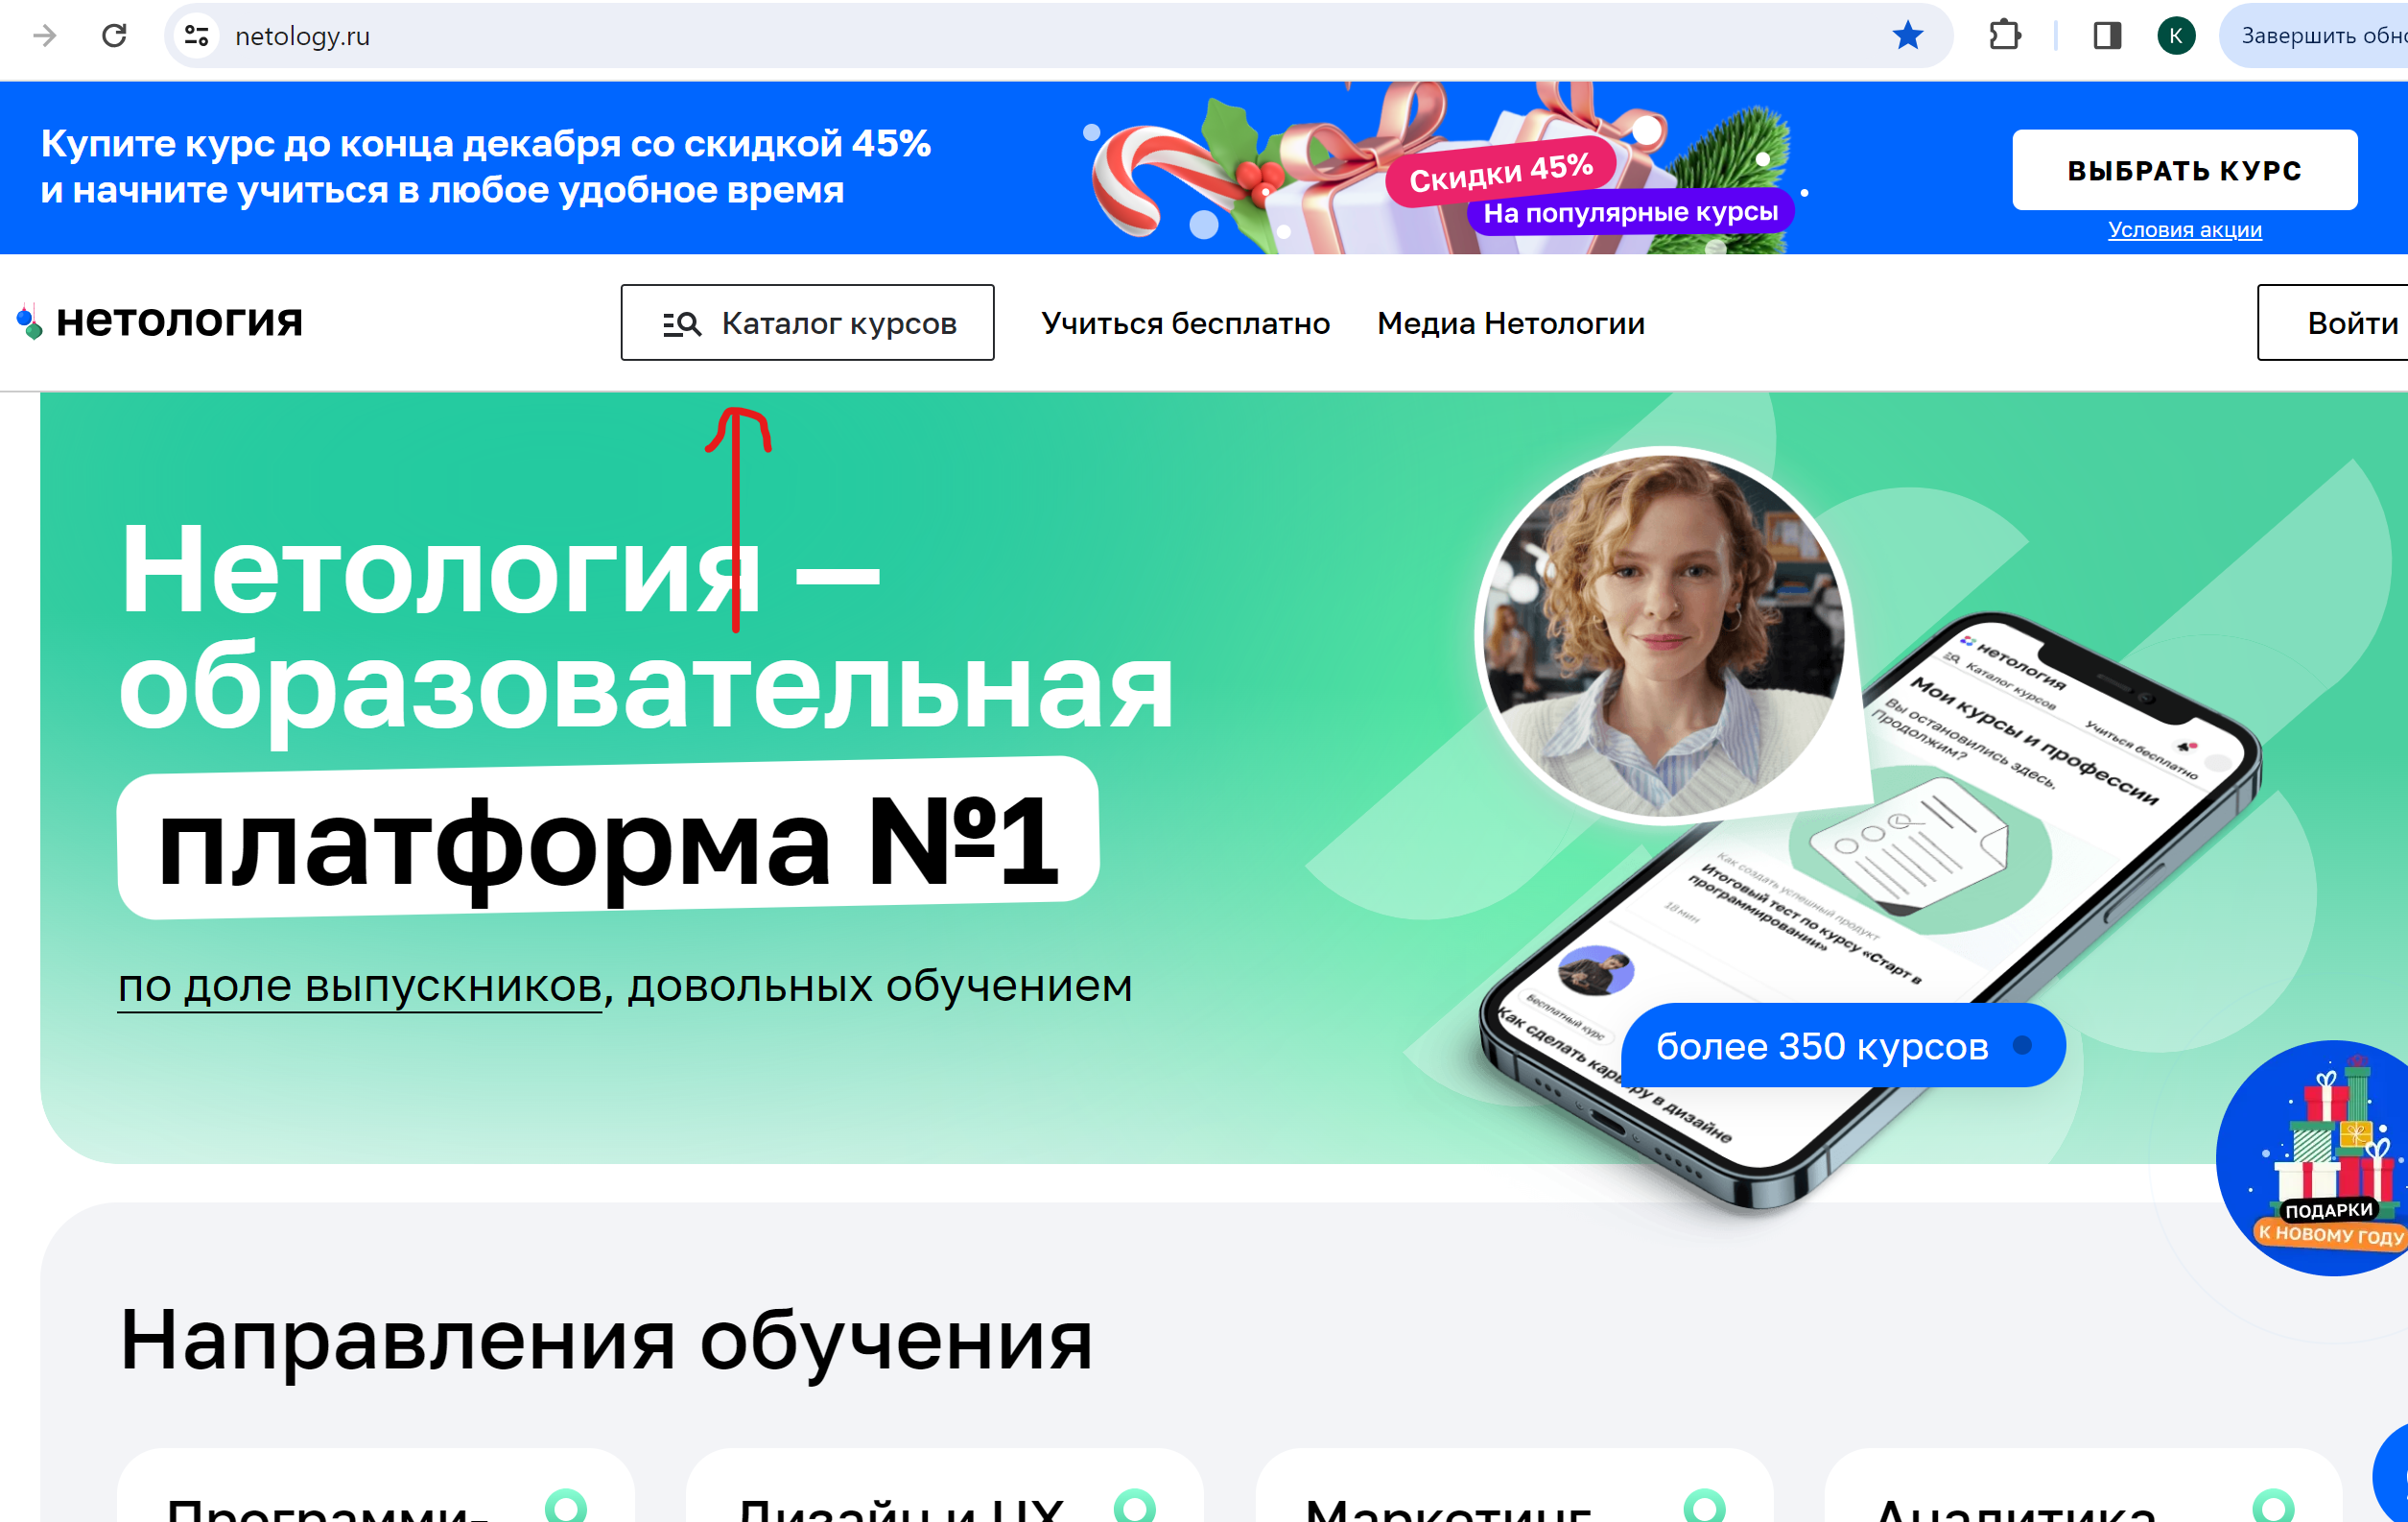 netology.ru
K
Завершить обно
Купите курс до конца декабря со скидкой 45%
и начните учиться в любое удобное время
Скидки 45%
На популярные курсы
ВЫБРАТЬ КУРС
Условия акции
нетология
Каталог курсов
Учиться бесплатно
Медиа Нетологии
Войти
Нетология —
образовательная
платформа №1
по доле выпускников, довольных обучением
нетология
Каталог курсов
Учиться бесплатно
Мои курсы и профессии
Вы остановились здесь.
Продолжим?
Как создать успешный продукт
Итоговый тест по курсу «Старт в
программировании»
18 мин
Бесплатный курс
Как сделать карьеру в дизайне
более 350 курсов
ПОДАРКИ
К НОВОМУ ГОДУ
Направления обучения
Программи-
Дизайн и UX
Маркетинг
Аналитика